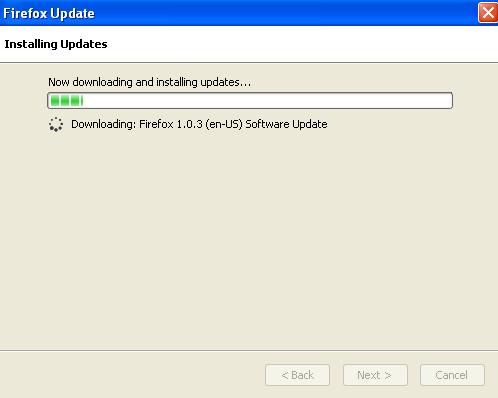 Firefox Update
Installing Updates
Now downloading and installing updates...
Downloading: Firefox 1.0.3 (en-US) Software Update
< Back Next > Cancel